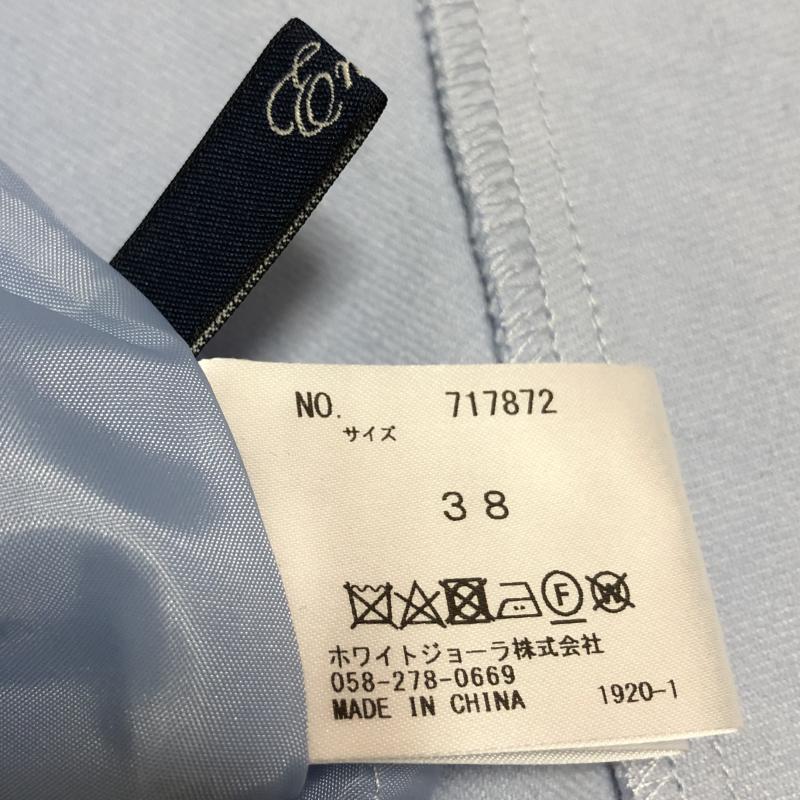 NO. 717872
サイズ
38
F
W
ホワイトジョーラ株式会社
058-278-0669
MADE IN CHINA 1920-1